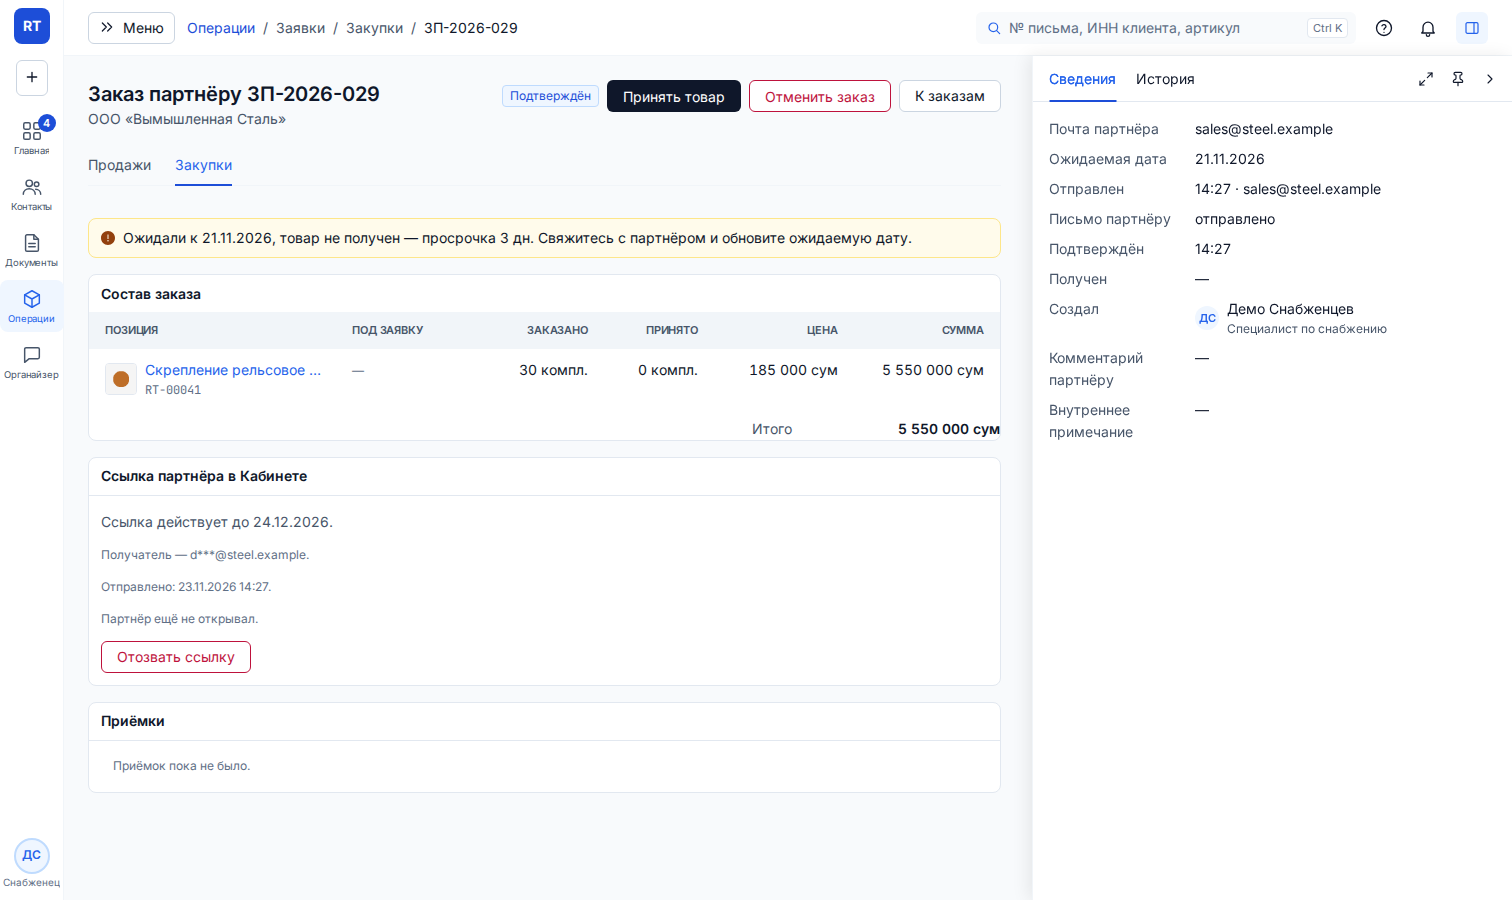 RT
Меню
Операции / Заявки / Закупки / ЗП-2026-029
№ письма, ИНН клиента, артикул
Ctrl K
4
Главная
Контакты
Документы
Операции
Органайзер
ДС
Снабженец
Заказ партнёру ЗП-2026-029
ООО «Вымышленная Сталь»
Подтверждён
Принять товар
Отменить заказ
К заказам
Продажи
Закупки
Ожидали к 21.11.2026, товар не получен — просрочка 3 дн. Свяжитесь с партнёром и обновите ожидаемую дату.
Состав заказа
ПОЗИЦИЯ ПОД ЗАЯВКУ ЗАКАЗАНО ПРИНЯТО ЦЕНА СУММА
Скрепление рельсовое ... — 30 компл. 0 компл. 185 000 сум 5 550 000 сум
RT-00041
Итого 5 550 000 сум
Ссылка партнёра в Кабинете
Ссылка действует до 24.12.2026.
Получатель — d***@steel.example.
Отправлено: 23.11.2026 14:27.
Партнёр ещё не открывал.
Отозвать ссылку
Приёмки
Приёмок пока не было.
Сведения
История
Почта партнёра sales@steel.example
Ожидаемая дата 21.11.2026
Отправлен 14:27 · sales@steel.example
Письмо партнёру отправлено
Подтверждён 14:27
Получен —
Создал ДС Демо Снабженцев
Специалист по снабжению
Комментарий —
партнёру
Внутреннее —
примечание